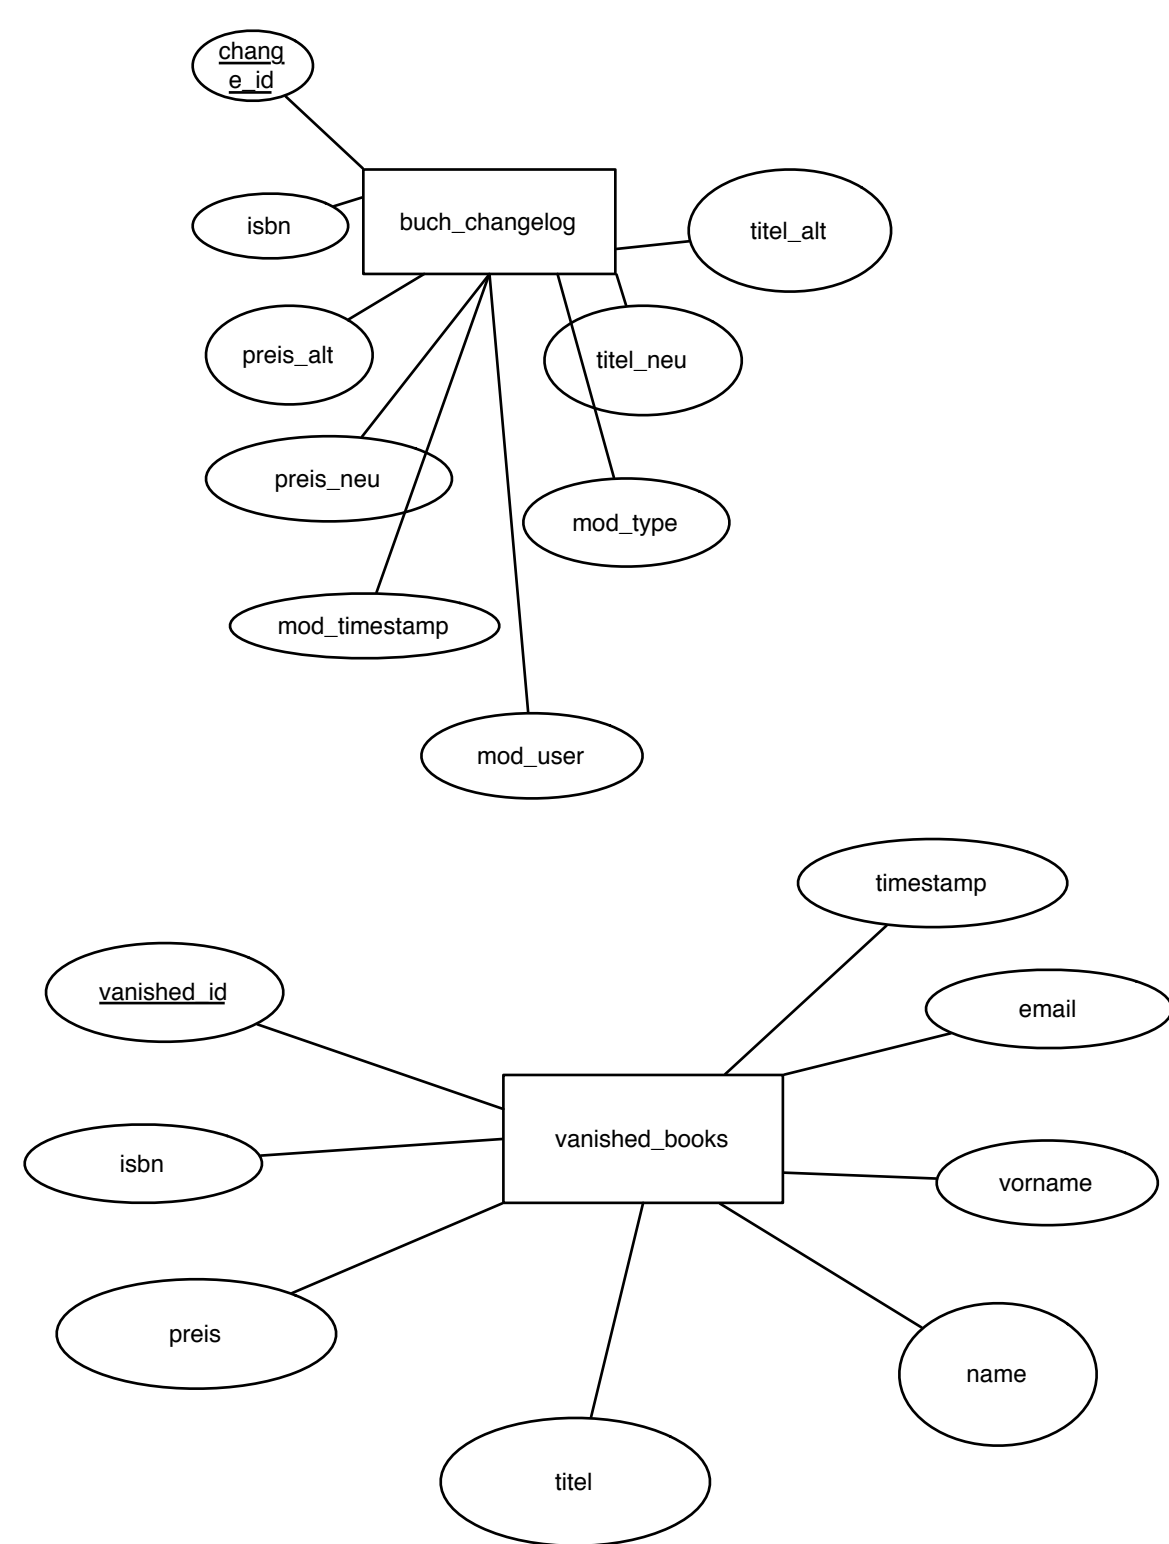 chang
e_id
buch_changelog
isbn
titel_alt
preis_alt
titel_neu
preis_neu
mod_type
mod_timestamp
mod_user
timestamp
vanished_id
email
vanished_books
isbn
vorname
preis
name
titel